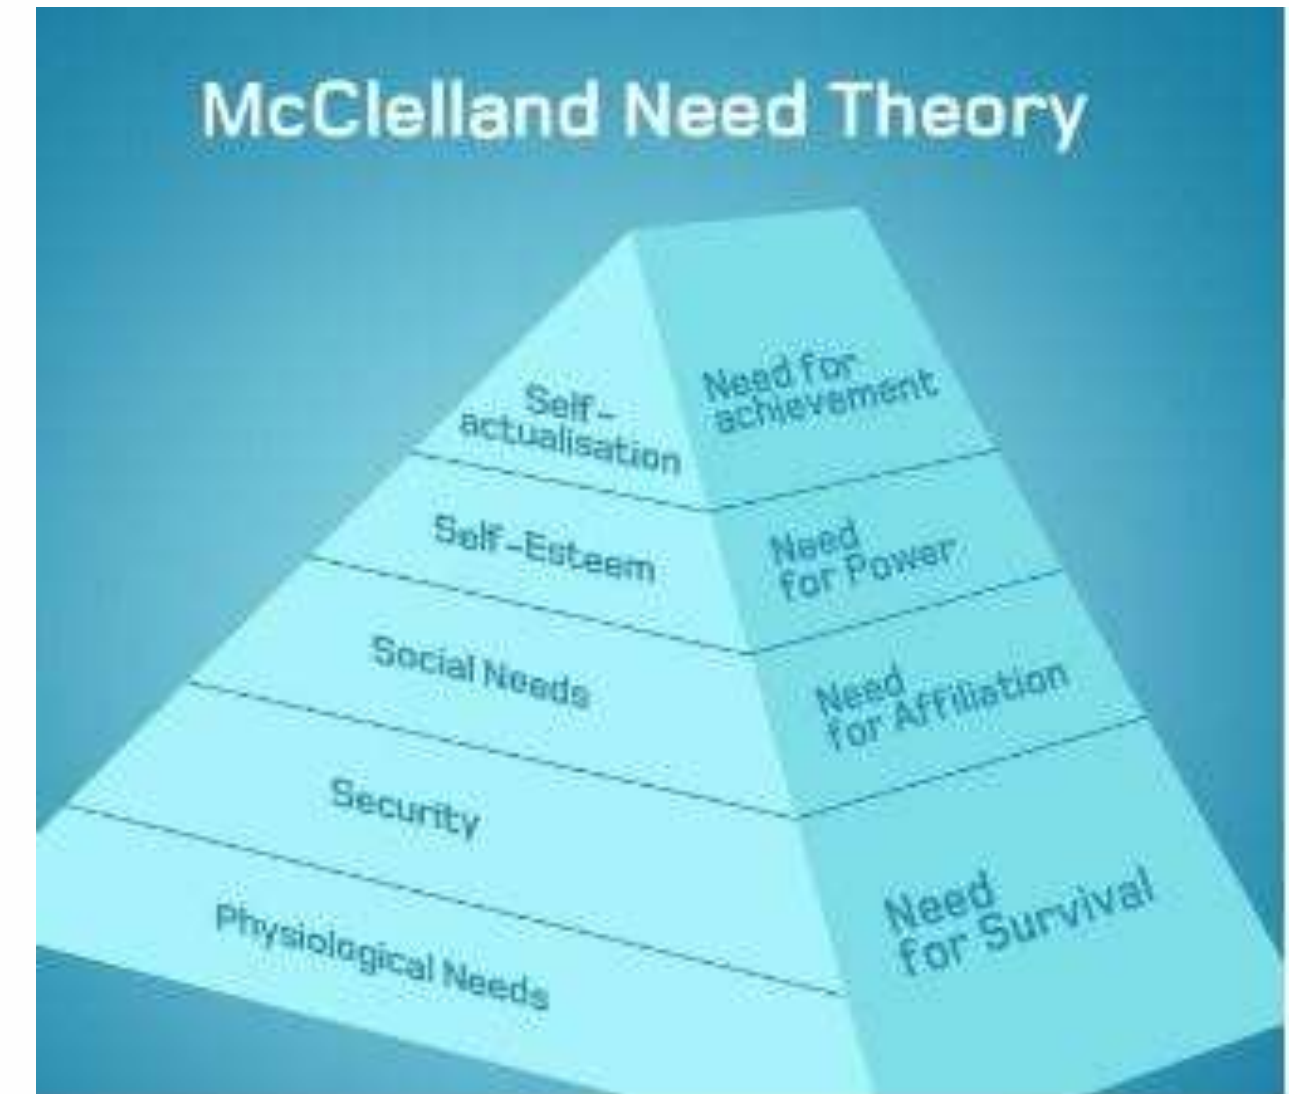 McClelland Need Theory
Self-
actualisation
Self-Esteem
Social Needs
Security
Physiological Needs
Need for
achievement
Need
for Power
Need
for Affiliation
Need
for Survival